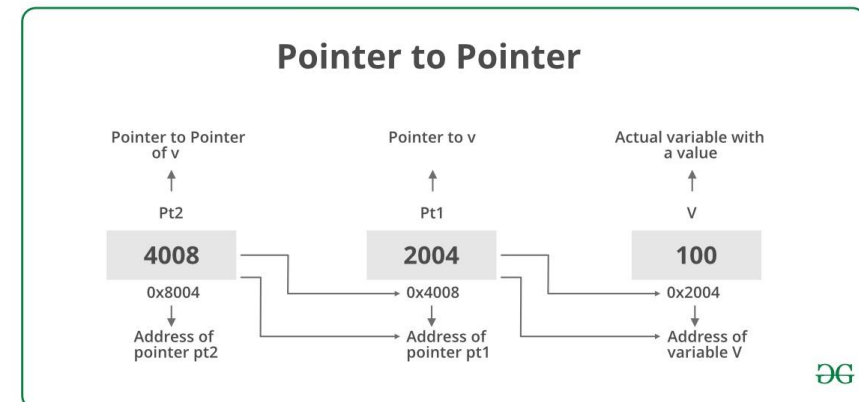 Pointer to Pointer
Pointer to Pointer
of v
Pointer to v
Actual variable with
a value
Pt2
Pt1
V
4008
2004
100
0x8004
0x4008
0x2004
Address of
pointer pt2
Address of
pointer pt1
Address of
variable V